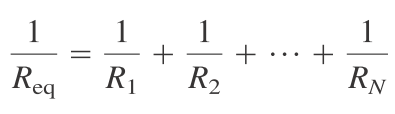 1/R_eq = 1/R_1 + 1/R_2 + ⋯ + 1/R_N